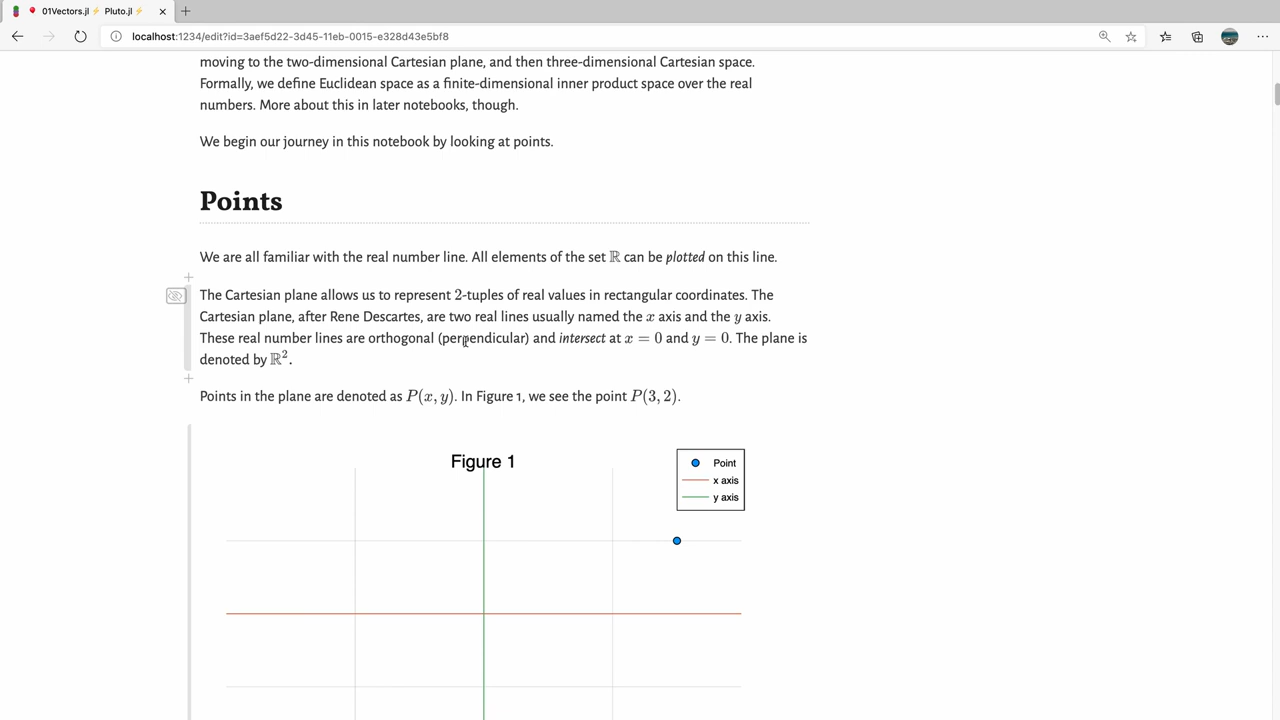 01Vectors.jl ⚡ Pluto.jl ⚡
localhost:1234/edit?id=3aef5d22-3d45-11eb-0015-e328d43e5bf8
moving to the two-dimensional Cartesian plane, and then three-dimensional Cartesian space.
Formally, we define Euclidean space as a finite-dimensional inner product space over the real
numbers. More about this in later notebooks, though.
We begin our journey in this notebook by looking at points.
Points
We are all familiar with the real number line. All elements of the set ℝ can be plotted on this line.
The Cartesian plane allows us to represent 2-tuples of real values in rectangular coordinates. The
Cartesian plane, after Rene Descartes, are two real lines usually named the x axis and the y axis.
These real number lines are orthogonal (perpendicular) and intersect at x = 0 and y = 0. The plane is
denoted by ℝ².
Points in the plane are denoted as P(x, y). In Figure 1, we see the point P(3, 2).
Figure 1
Point
x axis
y axis